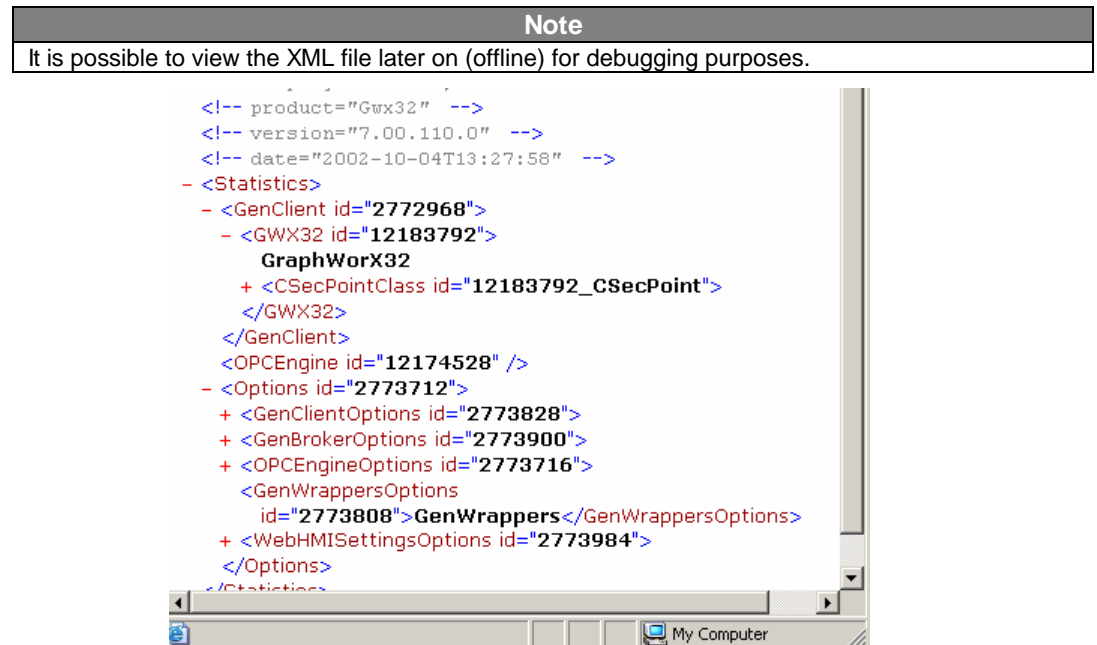 Note
It is possible to view the XML file later on (offline) for debugging purposes.
<!-- product="Gwx32" -->
<!-- version="7.00.110.0" -->
<!-- date="2002-10-04T13:27:58" -->
- <Statistics>
- <GenClient id="2772968">
- <GWX32 id="12183792">
GraphWorX32
+ <CSecPointClass id="12183792_CSecPoint">
</GWX32>
</GenClient>
<OPCEngine id="12174528" />
- <Options id="2773712">
+ <GenClientOptions id="2773828">
+ <GenBrokerOptions id="2773900">
+ <OPCEngineOptions id="2773716">
<GenWrappersOptions
id="2773808">GenWrappers</GenWrappersOptions>
+ <WebHMISettingsOptions id="2773984">
</Options>
</Statistics>
My Computer